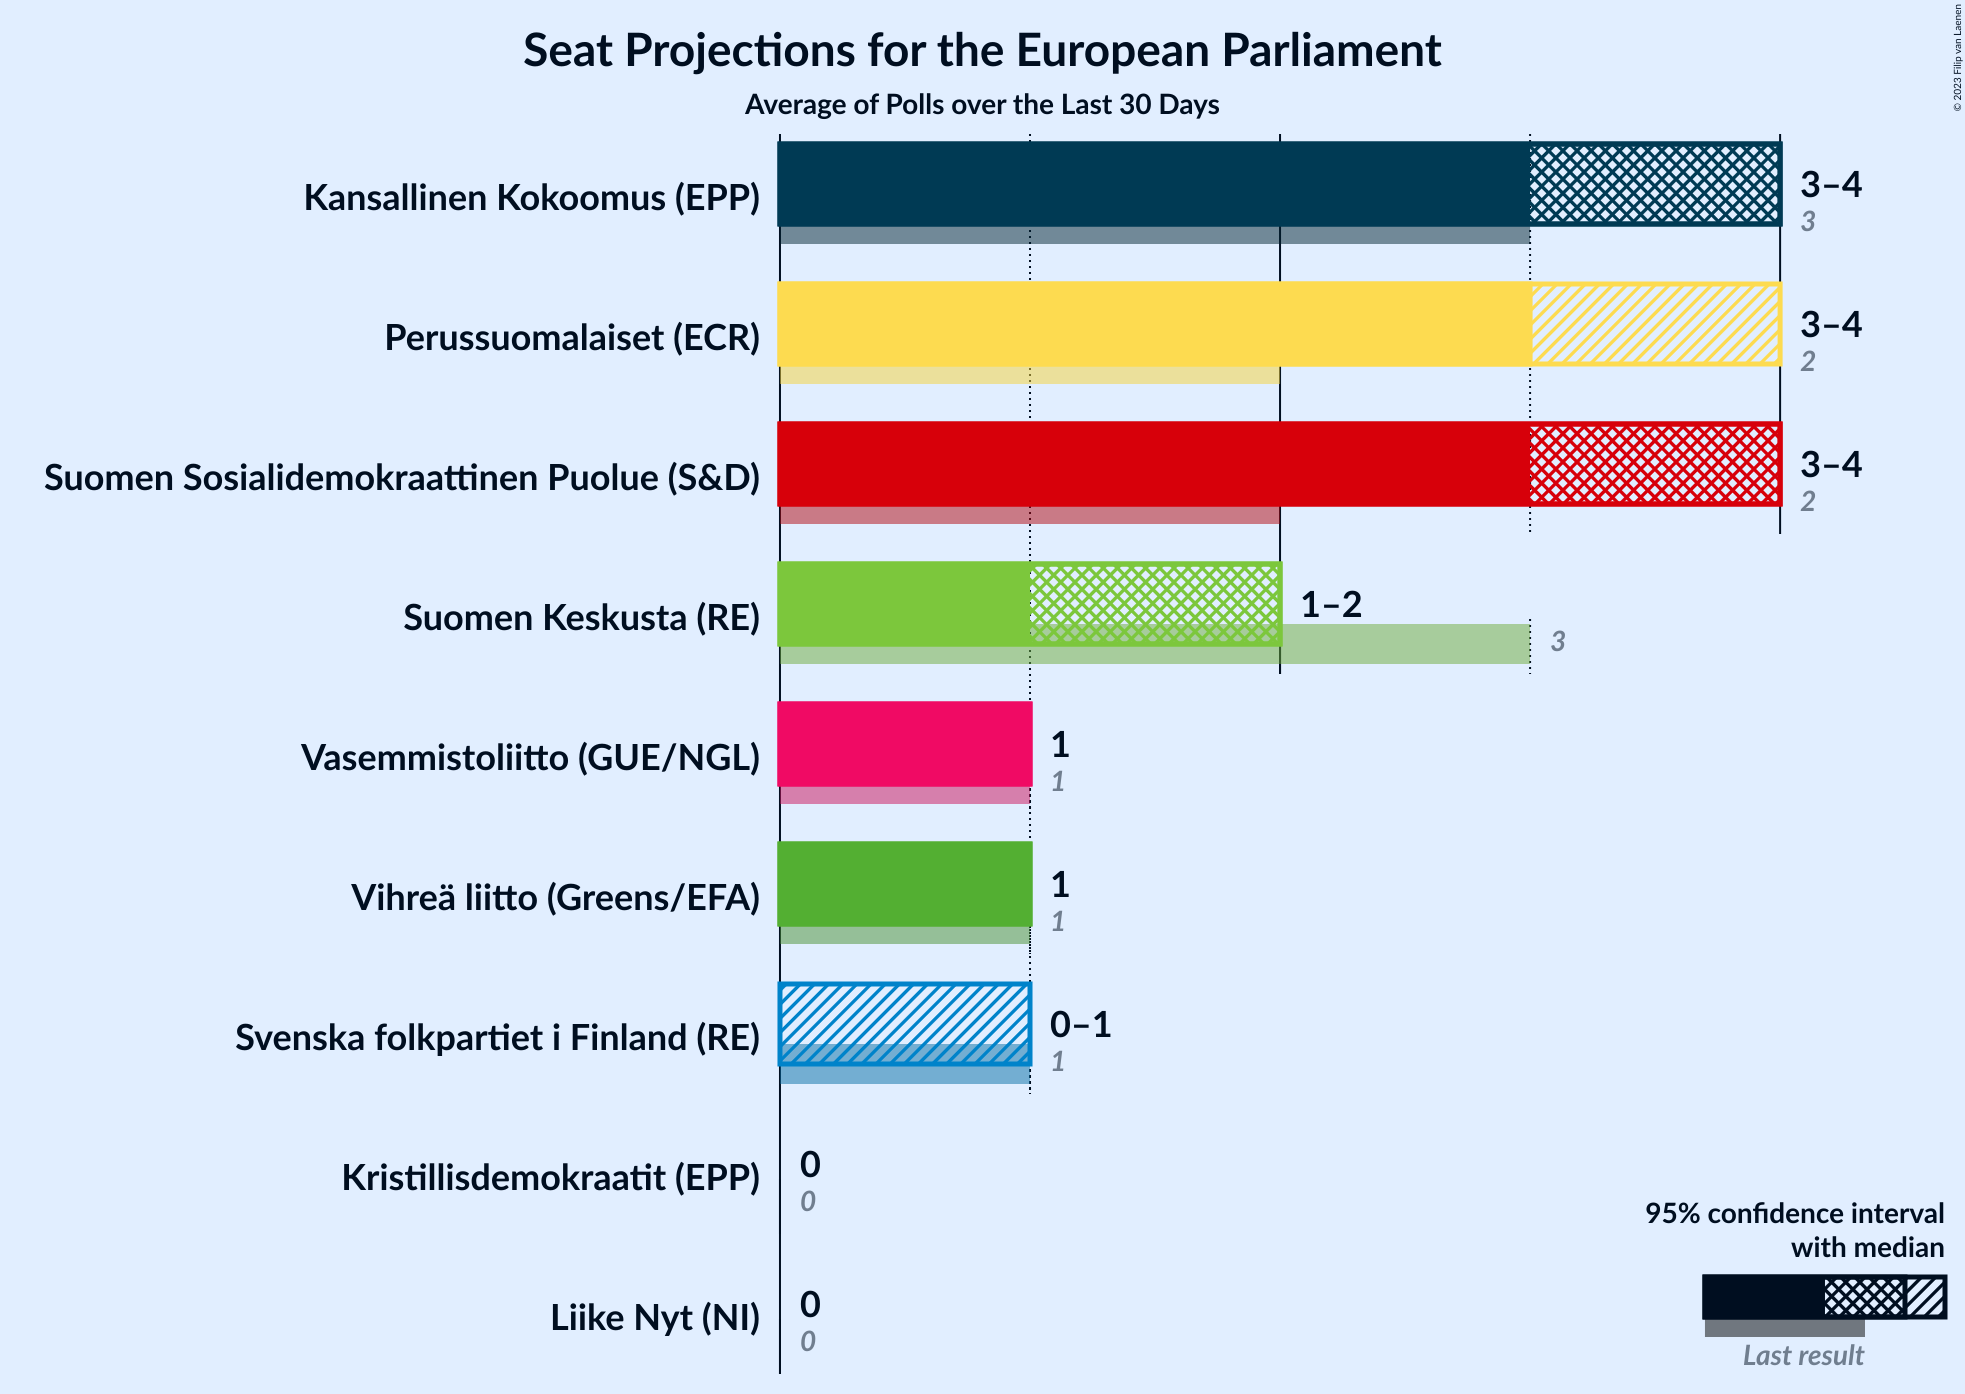 Seat Projections for the European Parliament
Average of Polls over the Last 30 Days
© 2023 Filip van Laenen
Kansallinen Kokoomus (EPP)
3–4
3
Perussuomalaiset (ECR)
3–4
2
Suomen Sosialidemokraattinen Puolue (S&D)
3–4
2
Suomen Keskusta (RE)
1–2
3
Vasemmistoliitto (GUE/NGL)
1
1
Vihreä liitto (Greens/EFA)
1
1
Svenska folkpartiet i Finland (RE)
0–1
1
Kristillisdemokraatit (EPP)
0
0
Liike Nyt (NI)
0
0
95% confidence interval
with median
Last result